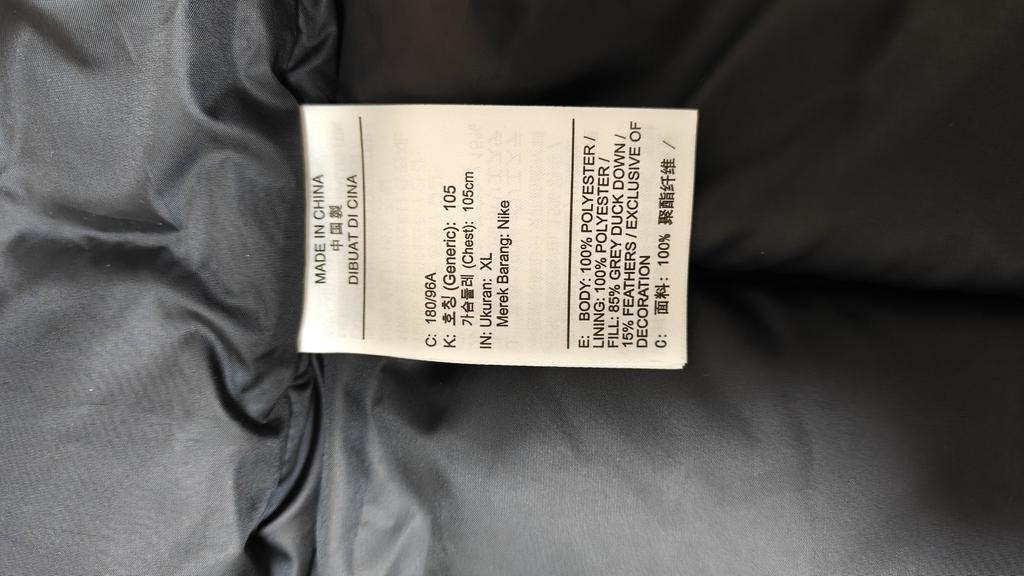 MADE IN CHINA
中国製
DIBUAT DI CINA
C: 180/96A
K: 호칭 (Generic): 105
가슴둘레 (Chest): 105cm
IN: Ukuran: XL
Merek Barang: Nike
E: BODY: 100% POLYESTER /
LINING: 100% POLYESTER /
FILL: 85% GREY DUCK DOWN /
15% FEATHERS / EXCLUSIVE OF
DECORATION
C: 面料: 100% 聚酯纤维 /